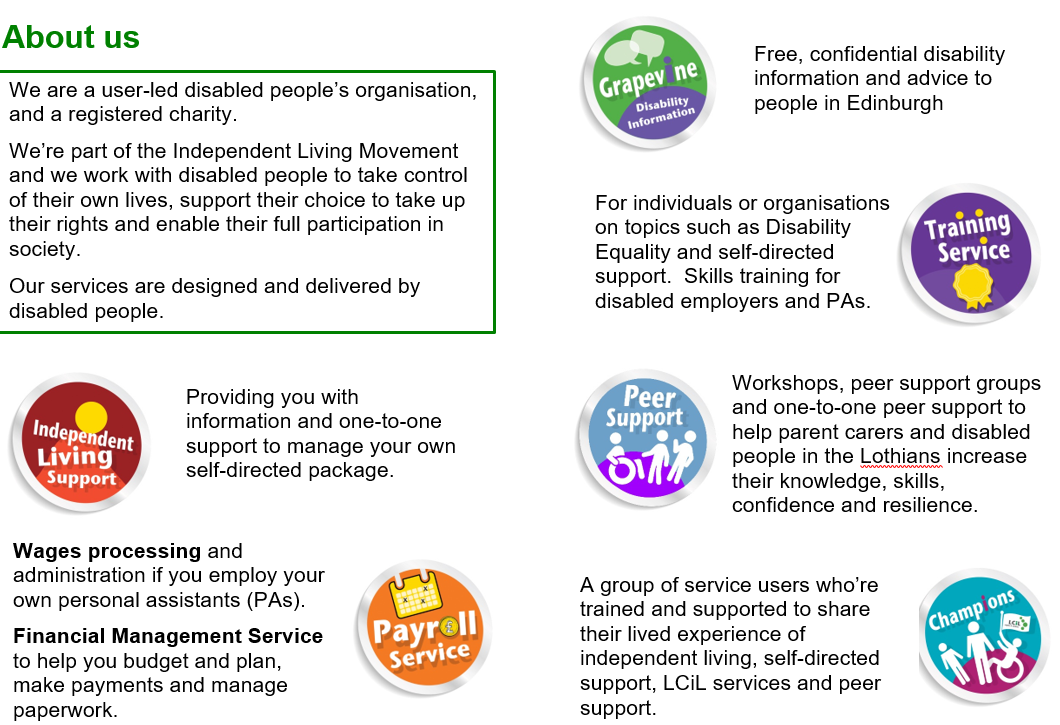 About us
We are a user-led disabled people’s organisation,
and a registered charity.
We’re part of the Independent Living Movement
and we work with disabled people to take control
of their own lives, support their choice to take up
their rights and enable their full participation in
society.
Our services are designed and delivered by
disabled people.
Independent
Living
Support
Providing you with
information and one-to-one
support to manage your own
self-directed package.
Wages processing and
administration if you employ your
own personal assistants (PAs).
Financial Management Service
to help you budget and plan,
make payments and manage
paperwork.
Payroll
Service
Grapevine
Disability
Information
Free, confidential disability
information and advice to
people in Edinburgh
For individuals or organisations
on topics such as Disability
Equality and self-directed
support.  Skills training for
disabled employers and PAs.
Training
Service
Peer
Support
Workshops, peer support groups
and one-to-one peer support to
help parent carers and disabled
people in the Lothians increase
their knowledge, skills,
confidence and resilience.
A group of service users who’re
trained and supported to share
their lived experience of
independent living, self-directed
support, LCiL services and peer
support.
Champions
LCiL